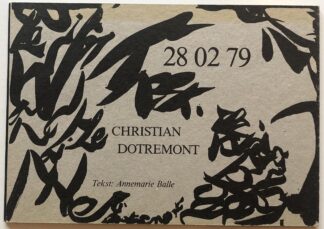 28 02 79
CHRISTIAN
DOTREMONT
Tekst: Annemarie Balle